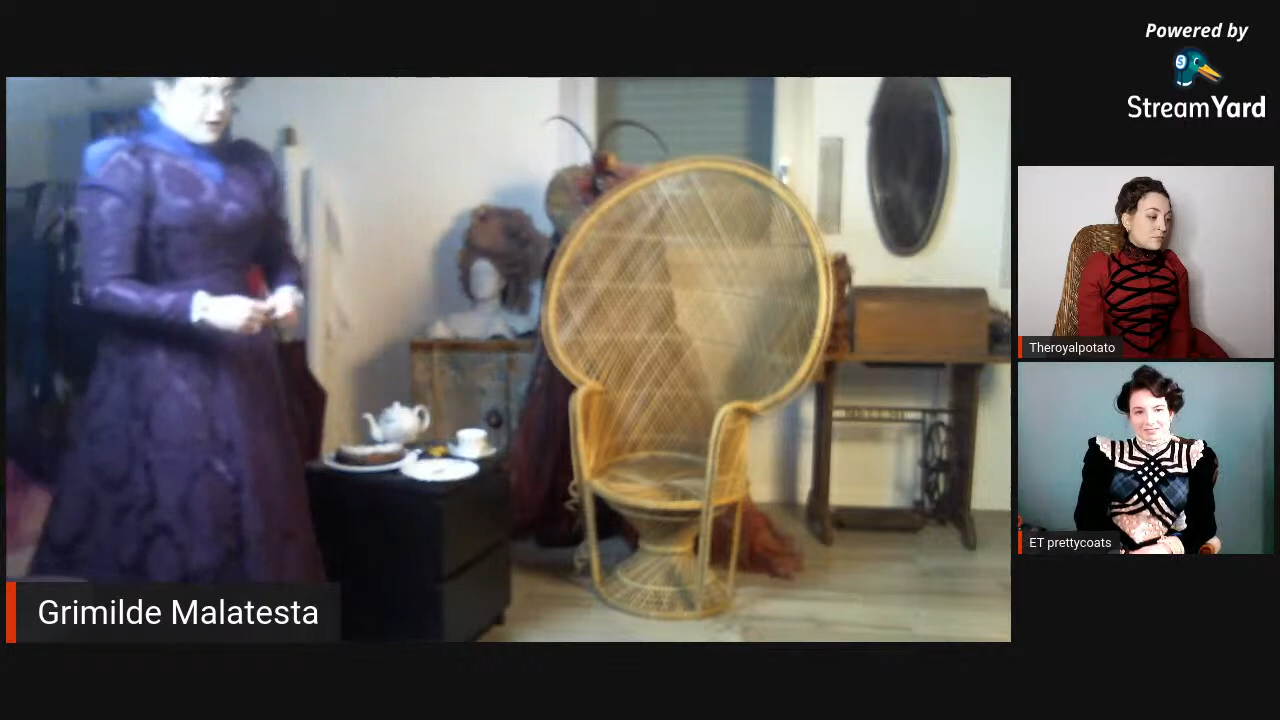 Powered by
StreamYard
Theroyalpotato
ET prettycoats
Grimilde Malatesta